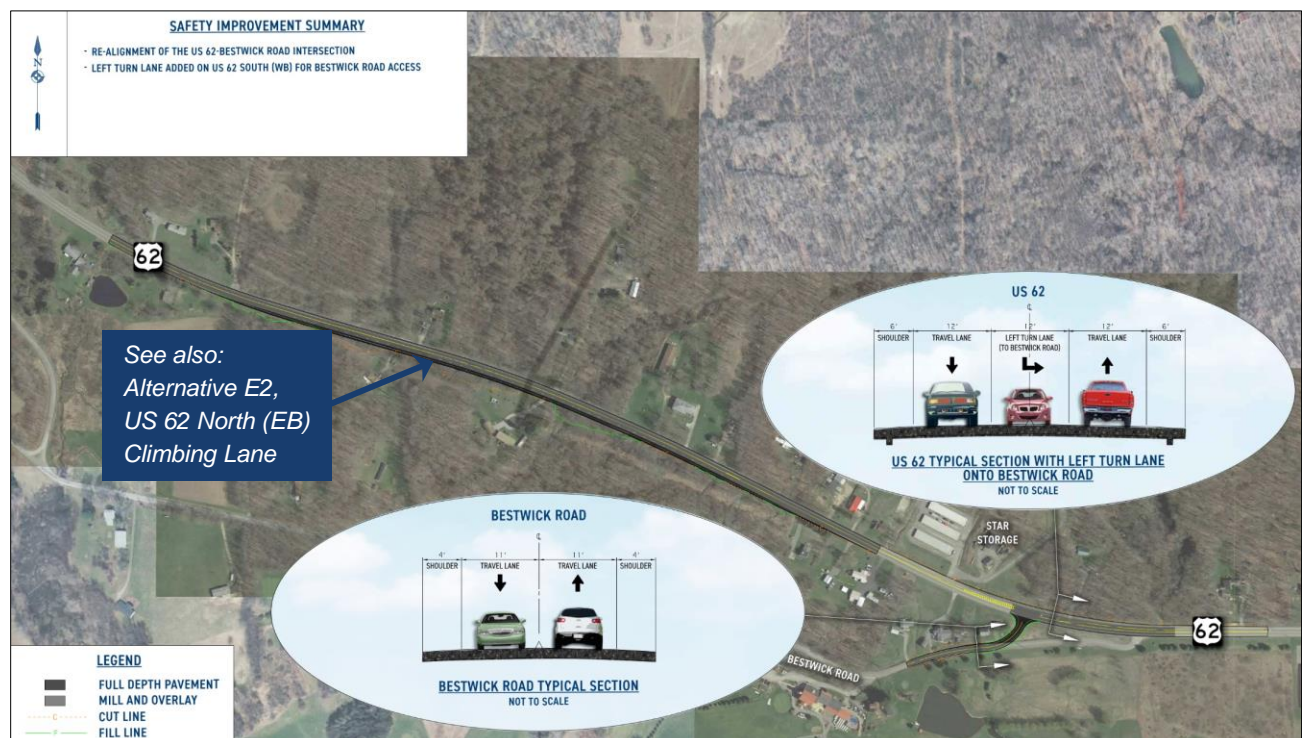 SAFETY IMPROVEMENT SUMMARY
- RE-ALIGNMENT OF THE US 62-BESTWICK ROAD INTERSECTION
- LEFT TURN LANE ADDED ON US 62 SOUTH (WB) FOR BESTWICK ROAD ACCESS
N
62
See also:
Alternative E2,
US 62 North (EB)
Climbing Lane
US 62
℄
6' 12' 12' 12' 6'
SHOULDER TRAVEL LANE LEFT TURN LANE TRAVEL LANE SHOULDER
(TO BESTWICK ROAD)
US 62 TYPICAL SECTION WITH LEFT TURN LANE
ONTO BESTWICK ROAD
NOT TO SCALE
BESTWICK ROAD
℄
4' 11' 11' 4'
SHOULDER TRAVEL LANE TRAVEL LANE SHOULDER
BESTWICK ROAD TYPICAL SECTION
NOT TO SCALE
STAR
STORAGE
62
BESTWICK ROAD
LEGEND
FULL DEPTH PAVEMENT
MILL AND OVERLAY
C CUT LINE
F FILL LINE